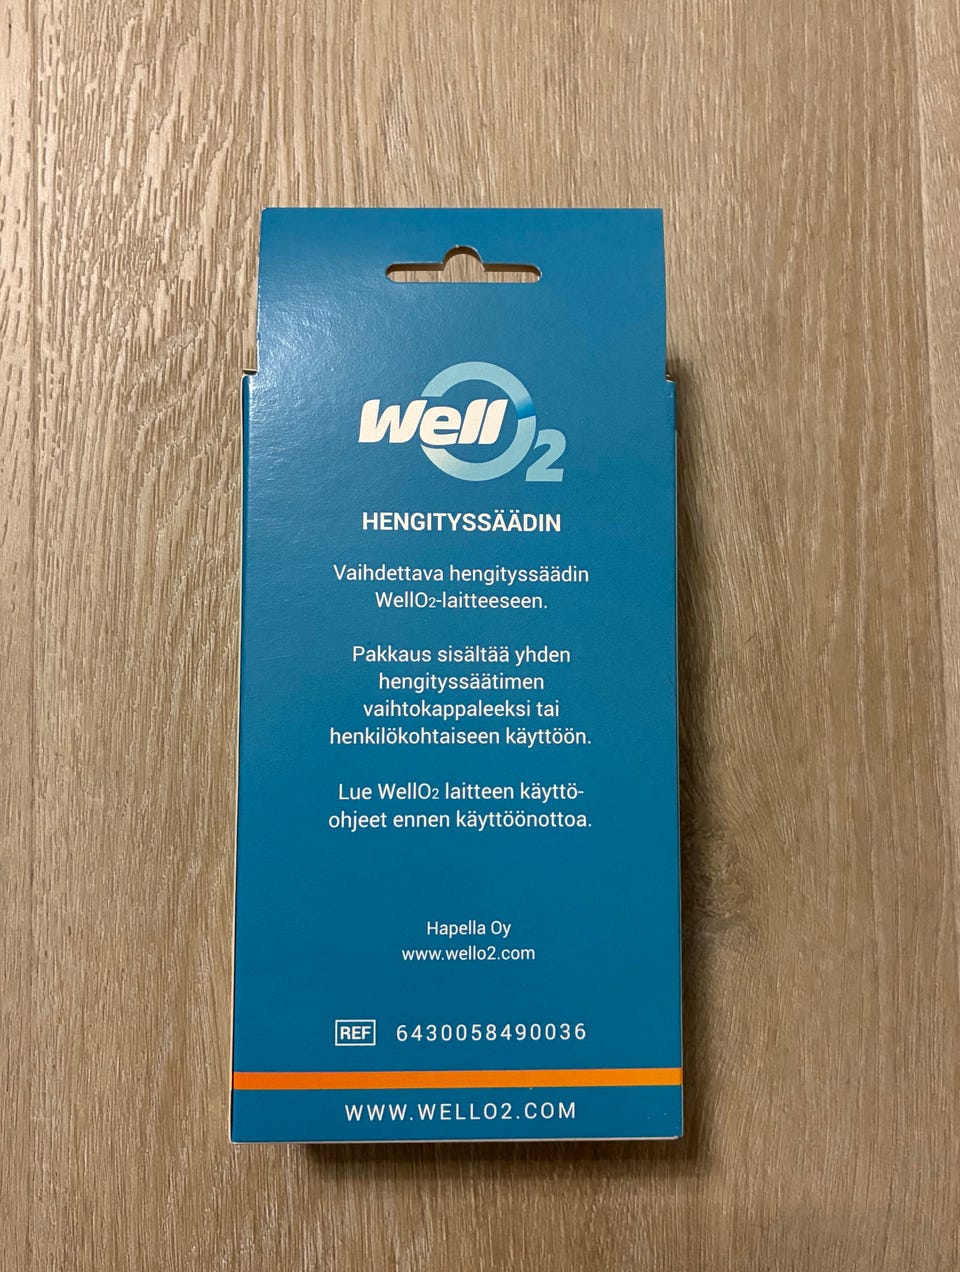 WellO2
HENGITYSSÄÄDIN
Vaihdettava hengityssäädin
WellO2-laitteeseen.
Pakkaus sisältää yhden
hengityssäätimen
vaihtokappaleeksi tai
henkilökohtaiseen käyttöön.
Lue WellO2 laitteen käyttö-
ohjeet ennen käyttöönottoa.
Hapella Oy
www.wello2.com
REF 6430058490036
WWW.WELLO2.COM